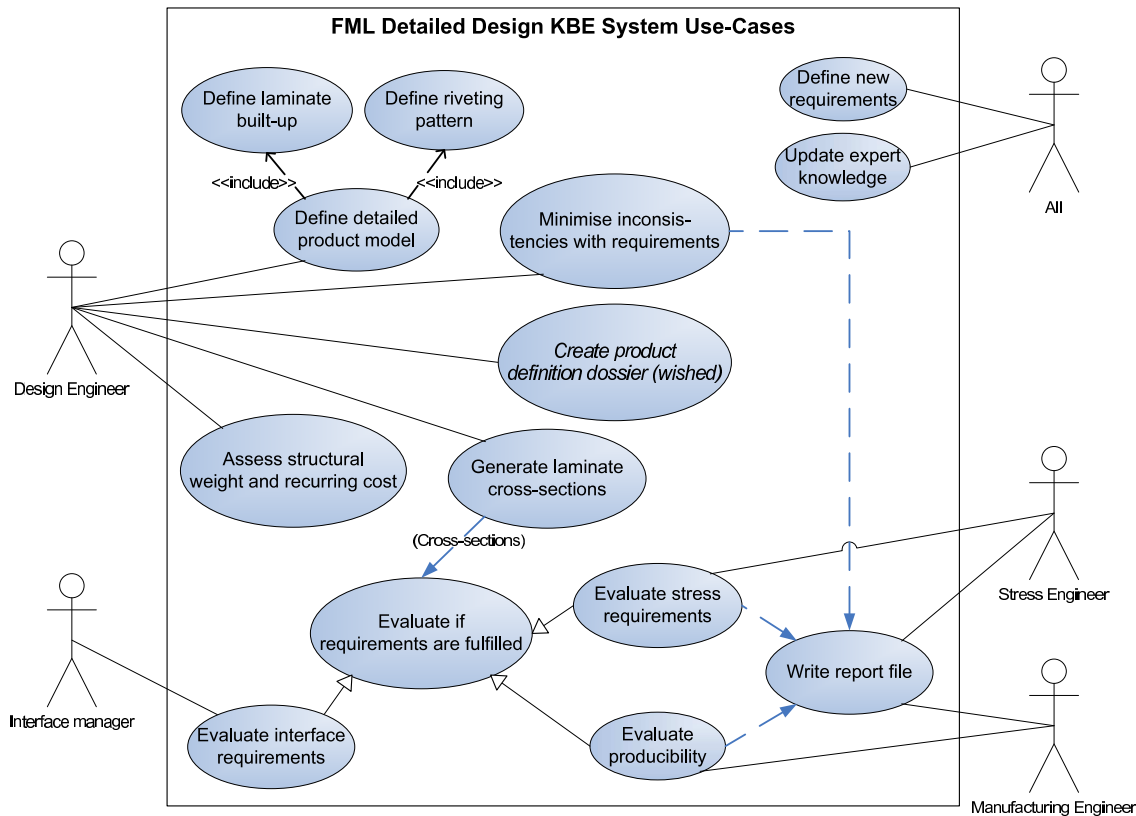 FML Detailed Design KBE System Use-Cases
Define laminate
built-up
Define riveting
pattern
Define new
requirements
Update expert
knowledge
All
<<include>>
<<include>>
Define detailed
product model
Minimise inconsis-
tencies with requirements
Design Engineer
Create product
definition dossier (wished)
Assess structural
weight and recurring cost
Generate laminate
cross-sections
(Cross-sections)
Stress Engineer
Evaluate stress
requirements
Evaluate if
requirements are fulfilled
Write report file
Interface manager
Evaluate interface
requirements
Evaluate
producibility
Manufacturing Engineer